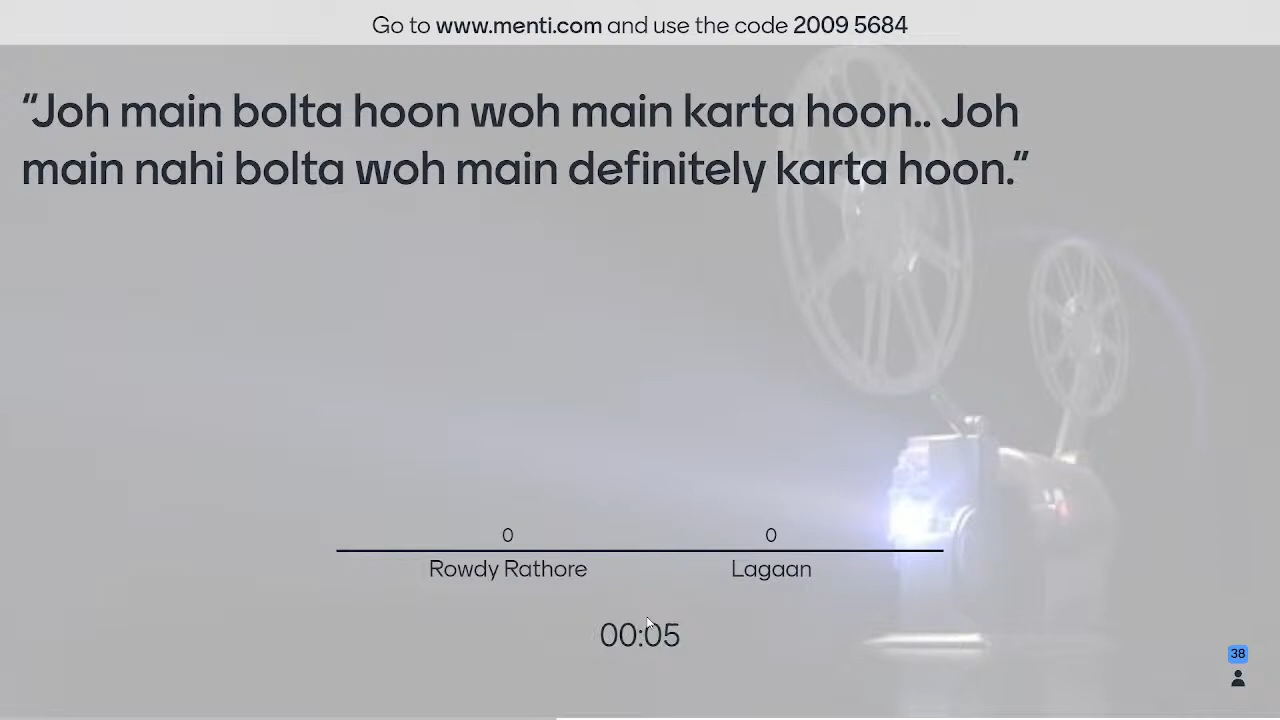 Go to www.menti.com and use the code 2009 5684
“Joh main bolta hoon woh main karta hoon.. Joh
main nahi bolta woh main definitely karta hoon.”
0 0
Rowdy Rathore Lagaan
00:05
38